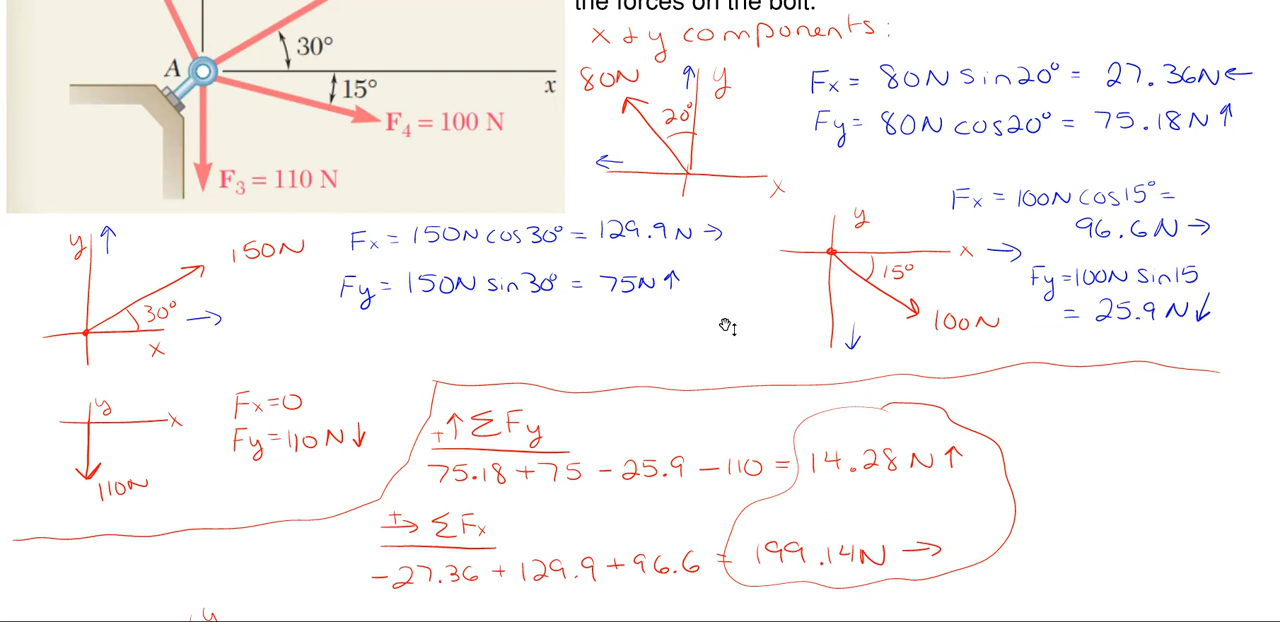 the forces on the bolt.
x + y components:
A
30°
15°
x
F₄ = 100 N
F₃ = 110 N
80N
y
20°
x
Fx = 80N sin20° = 27.36N ←
Fy = 80N cos20° = 75.18N ↑
y ↑
150N
30°
→
x
Fx = 150N cos30° = 129.9N →
Fy = 150N sin30° = 75N ↑
y
x →
15°
100N
↓
Fx = 100N cos15° =
96.6N →
Fy=100N sin15
= 25.9N ↓
y
x
110N
Fx=0
Fy=110N ↓
+↑ ΣFy
75.18+75 - 25.9 - 110 = 14.28N ↑
+→ ΣFx
-27.36 + 129.9 + 96.6 = 199.14N →
y